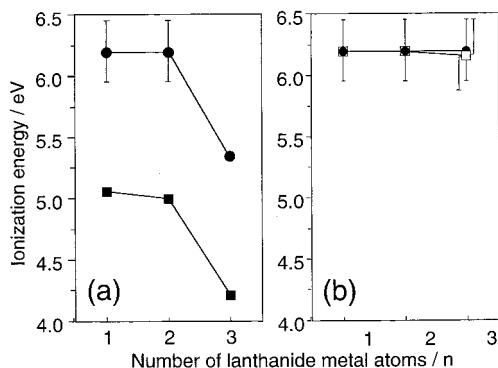 6.5
6.0
5.5
5.0
4.5
4.0
Ionization energy / eV
(a)
1 2 3
6.5
6.0
5.5
5.0
4.25
4.0
(b)
1 2 3
Number of lanthanide metal atoms / n